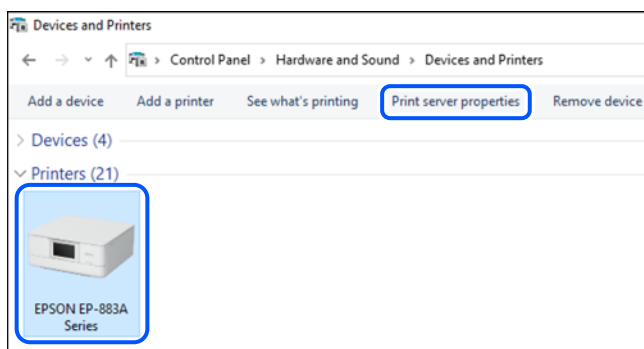 Devices and Printers
Control Panel > Hardware and Sound > Devices and Printers
Add a device Add a printer See what's printing Print server properties Remove device
Devices (4)
Printers (21)
EPSON EP-883A
Series